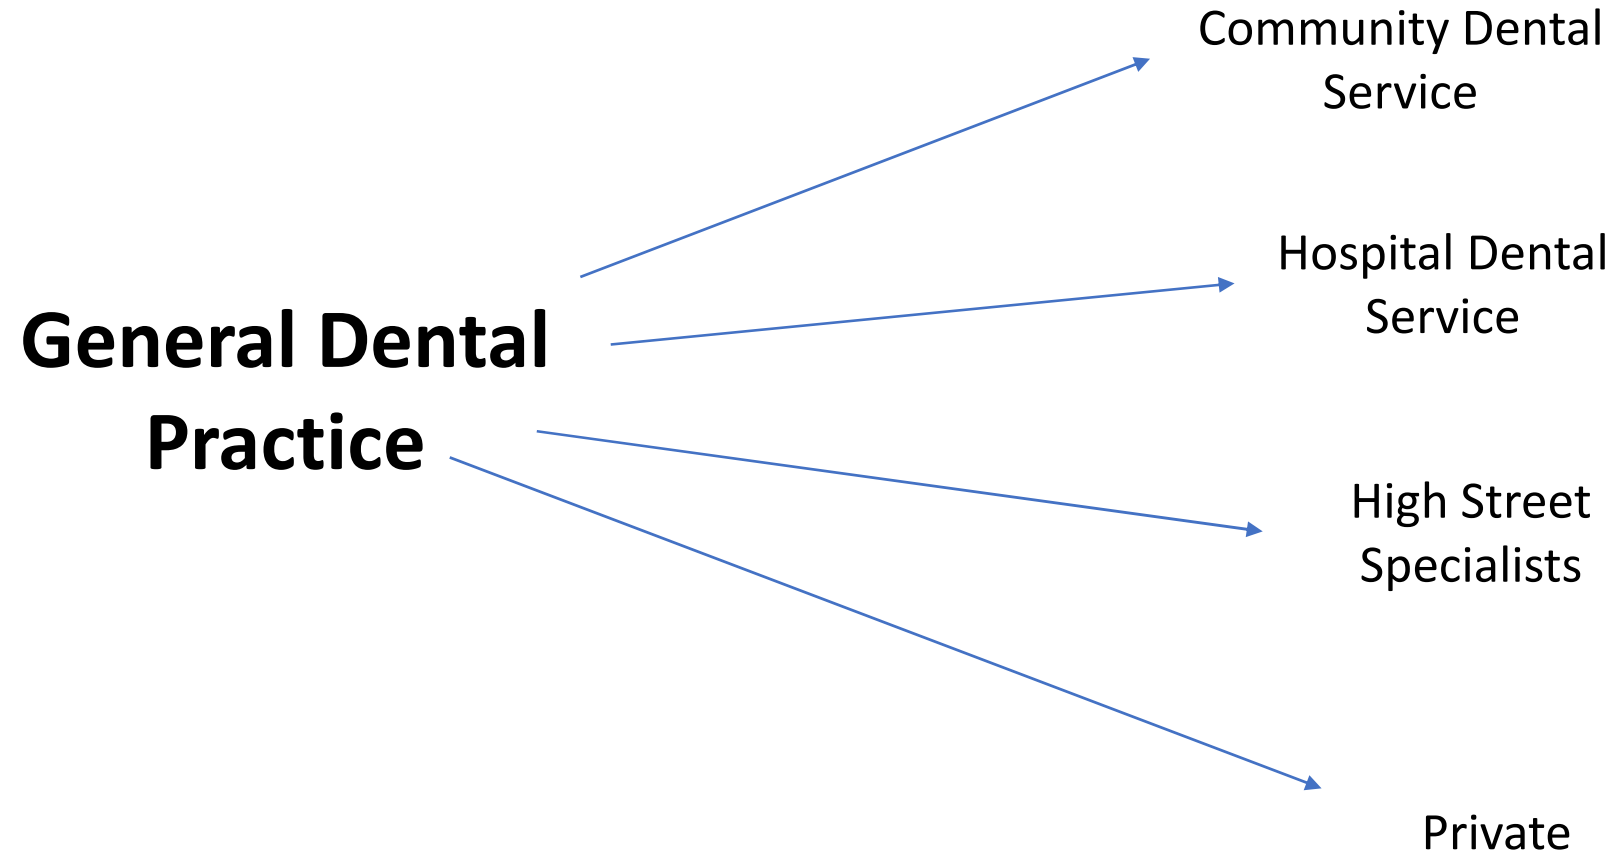 Community Dental
Service
Hospital Dental
Service
General Dental
Practice
High Street
Specialists
Private